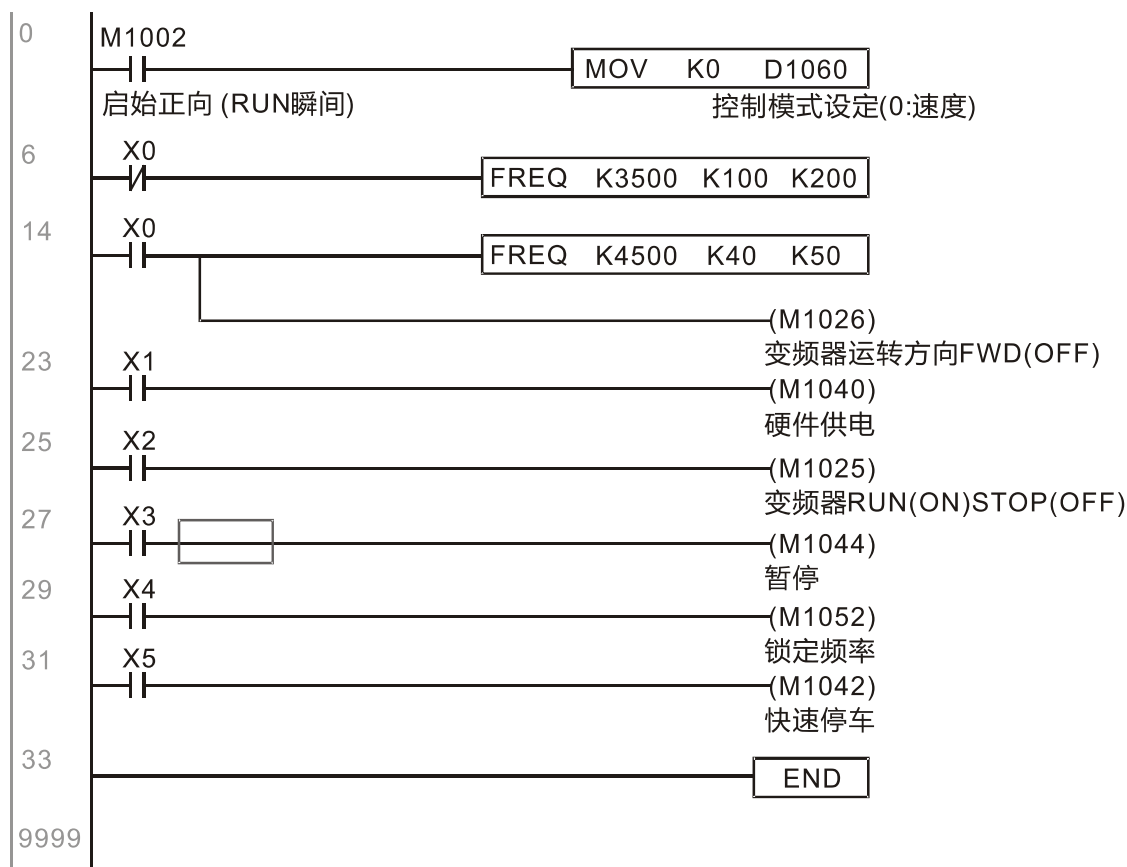 0
M1002
MOV K0 D1060
启始正向 (RUN瞬间)
控制模式设定(0:速度)
6
X0
FREQ K3500 K100 K200
14
X0
FREQ K4500 K40 K50
(M1026)
变频器运转方向FWD(OFF)
23
X1
(M1040)
硬件供电
25
X2
(M1025)
变频器RUN(ON)STOP(OFF)
27
X3
(M1044)
暂停
29
X4
(M1052)
锁定频率
31
X5
(M1042)
快速停车
33
END
9999